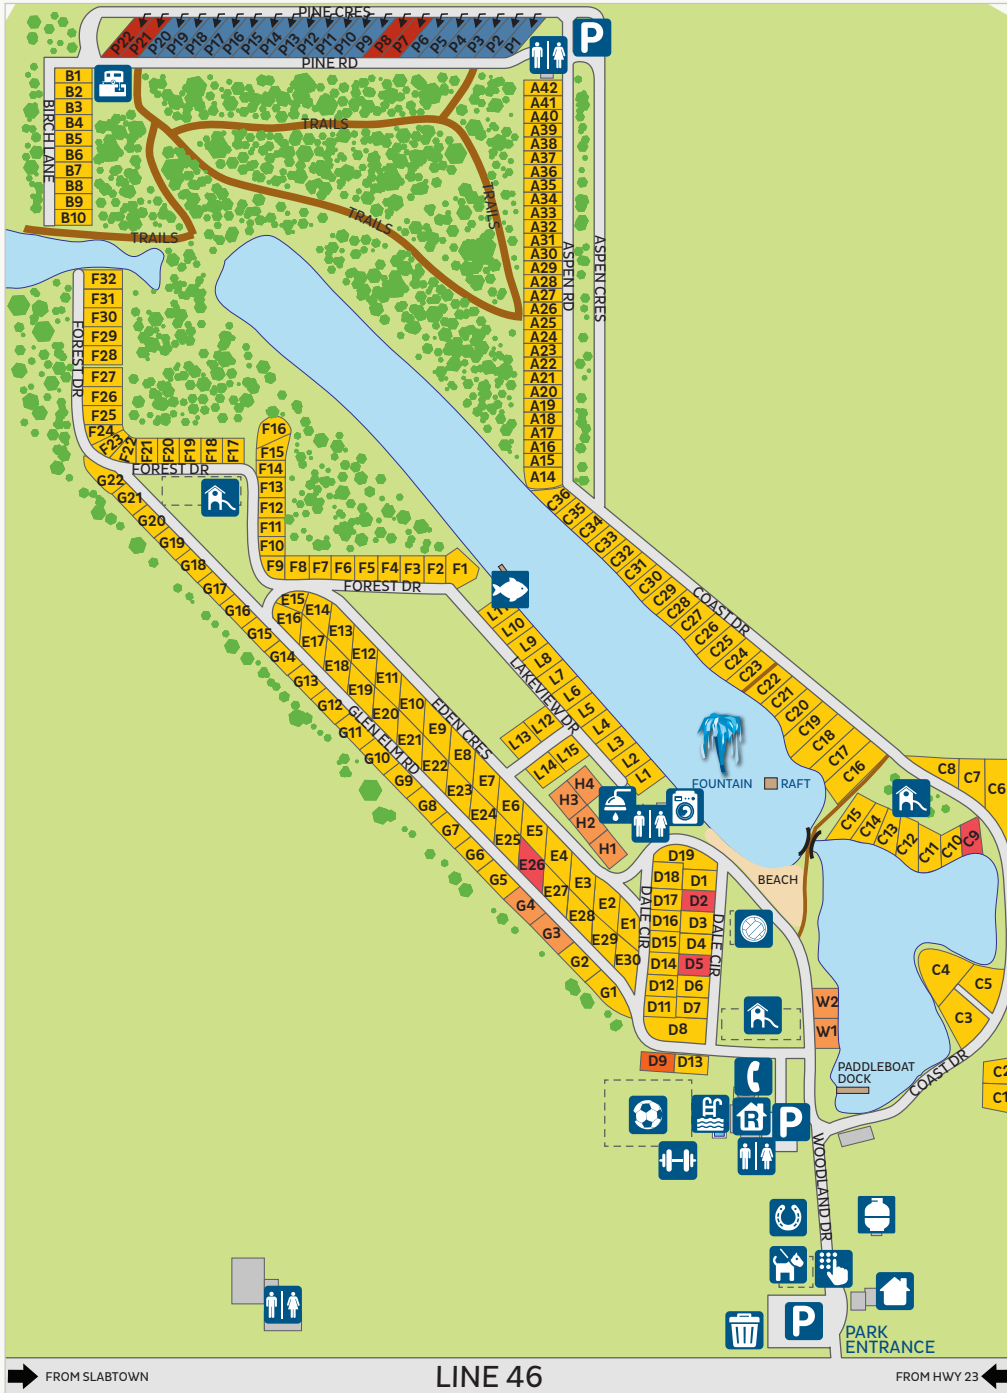 PINE CRES
P22 P21 P20 P19 P18 P17 P16 P15 P14 P13 P12 P11 P10 P9 P8 P7 P6 P5 P4 P3 P2 P1
PINE RD
P
BIRCH LANE
B1
B2
B3
B4
B5
B6
B7
B8
B9
B10
TRAILS
TRAILS
TRAILS
TRAILS
A42
A41
A40
A39
A38
A37
A36
A35
A34
A33
A32
A31
A30
A29
A28
A27
A26
A25
A24
A23
A22
A21
A20
A19
A18
A17
A16
A15
A14
ASPEN RD
ASPEN CRES
FOREST DR
F32
F31
F30
F29
F28
F27
F26
F25
F24
F23 F22 F21 F20 F19 F18 F17
FOREST DR
F16
F15
F14
F13
F12
F11
F10
F9 F8 F7 F6 F5 F4 F3 F2 F1
FOREST DR
G22
G21
G20
G19
G18
G17
G16
G15
G14
G13
G12
G11
G10
G9
G8
G7
G6
G5
G4
G3
G2
G1
GLEN ELM RD
E15
E14
E16
E13
E17
E12
E18
E11
E19
E10
E20
E9
E21
E8
E22
E7
E23
E6
E24
E5
E25
E4
E26
E3
E27
E2
E28
E1
E29
E30
EDEN CRES
LAKEVIEW DR
L11
L10
L9
L8
L7
L6
L5
L4
L3
L2
L1
L13 L12
L14 L15
H4
H3
H2
H1
C36
C35
C34
C33
C32
C31
C30
C29
C28
C27
C26
C25
C24
C23
C22
C21
C20
C19
C18
C17
C16
COAST DR
FOUNTAIN
RAFT
C15 C14 C13 C12 C11 C10 C9
C8 C7 C6
BEACH
D19
D18 D1
D17 D2
D16 D3
D15 D4
D14 D5
D12 D6
D11 D7
D8
D9 D13
DALE CIR
DALE CIR
W2
W1
C4
C5
C3
C2
C1
COAST DR
PADDLEBOAT
DOCK
R
P
WOODLAND DR
P
PARK
ENTRANCE
FROM SLABTOWN
LINE 46
FROM HWY 23